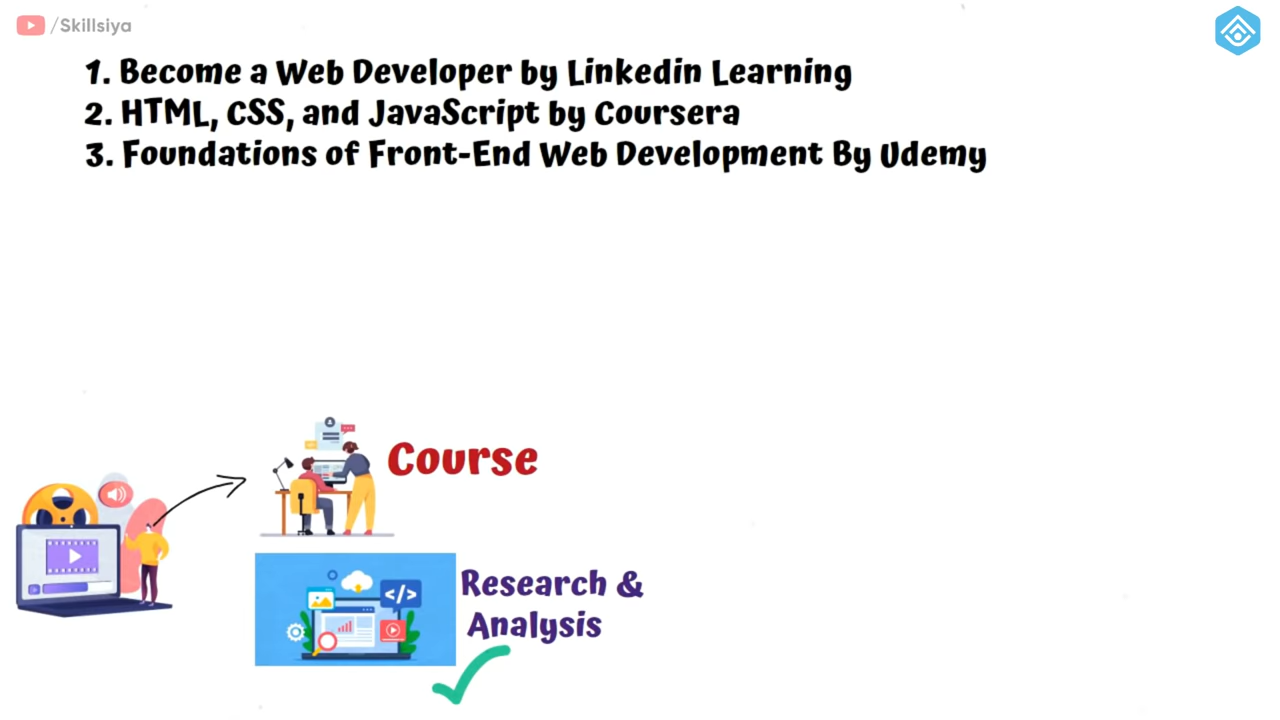 /Skillsiya
1. Become a Web Developer by Linkedin Learning
2. HTML, CSS, and JavaScript by Coursera
3. Foundations of Front-End Web Development By Udemy
Course
</>
Research &
Analysis